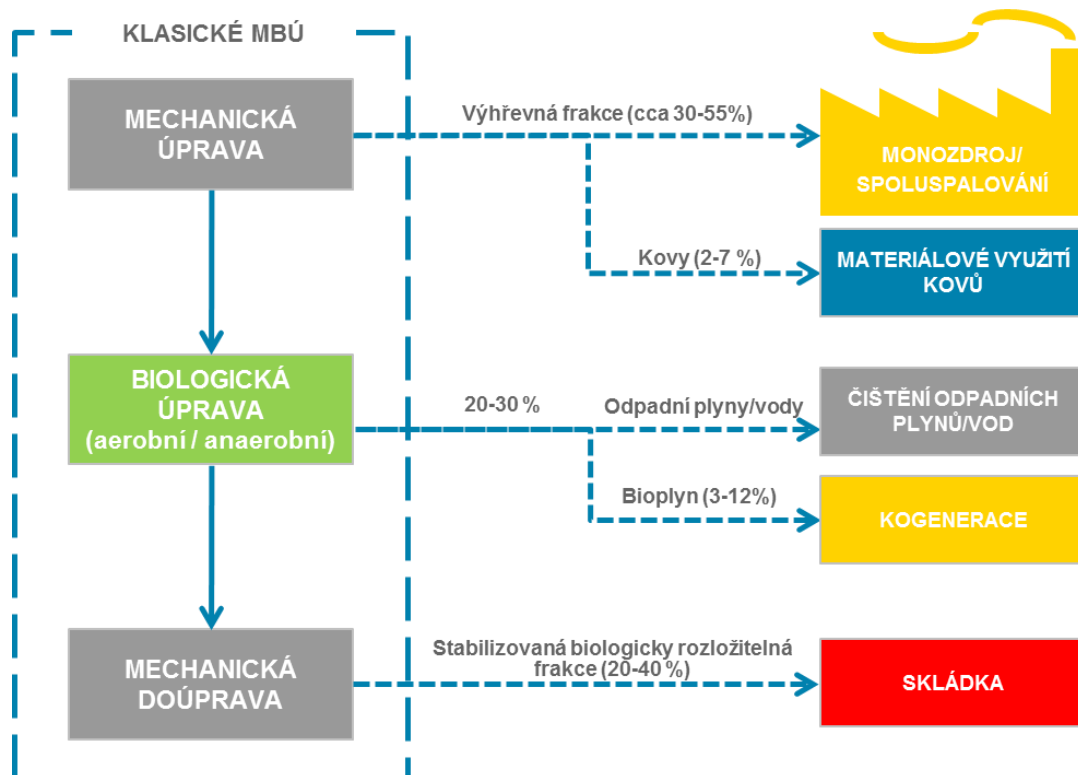 KLASICKÉ MBÚ
MECHANICKÁ
ÚPRAVA
Výhřevná frakce (cca 30-55%)
MONOZDROJ/
SPOLUSPALOVÁNÍ
Kovy (2-7 %)
MATERIÁLOVÉ VYUŽITÍ
KOVŮ
BIOLOGICKÁ
ÚPRAVA
(aerobní / anaerobní)
20-30 %
Odpadní plyny/vody
ČIŠTĚNÍ ODPADNÍCH
PLYNŮ/VOD
Bioplyn (3-12%)
KOGENERACE
MECHANICKÁ
DOÚPRAVA
Stabilizovaná biologicky rozložitelná
frakce (20-40 %)
SKLÁDKA